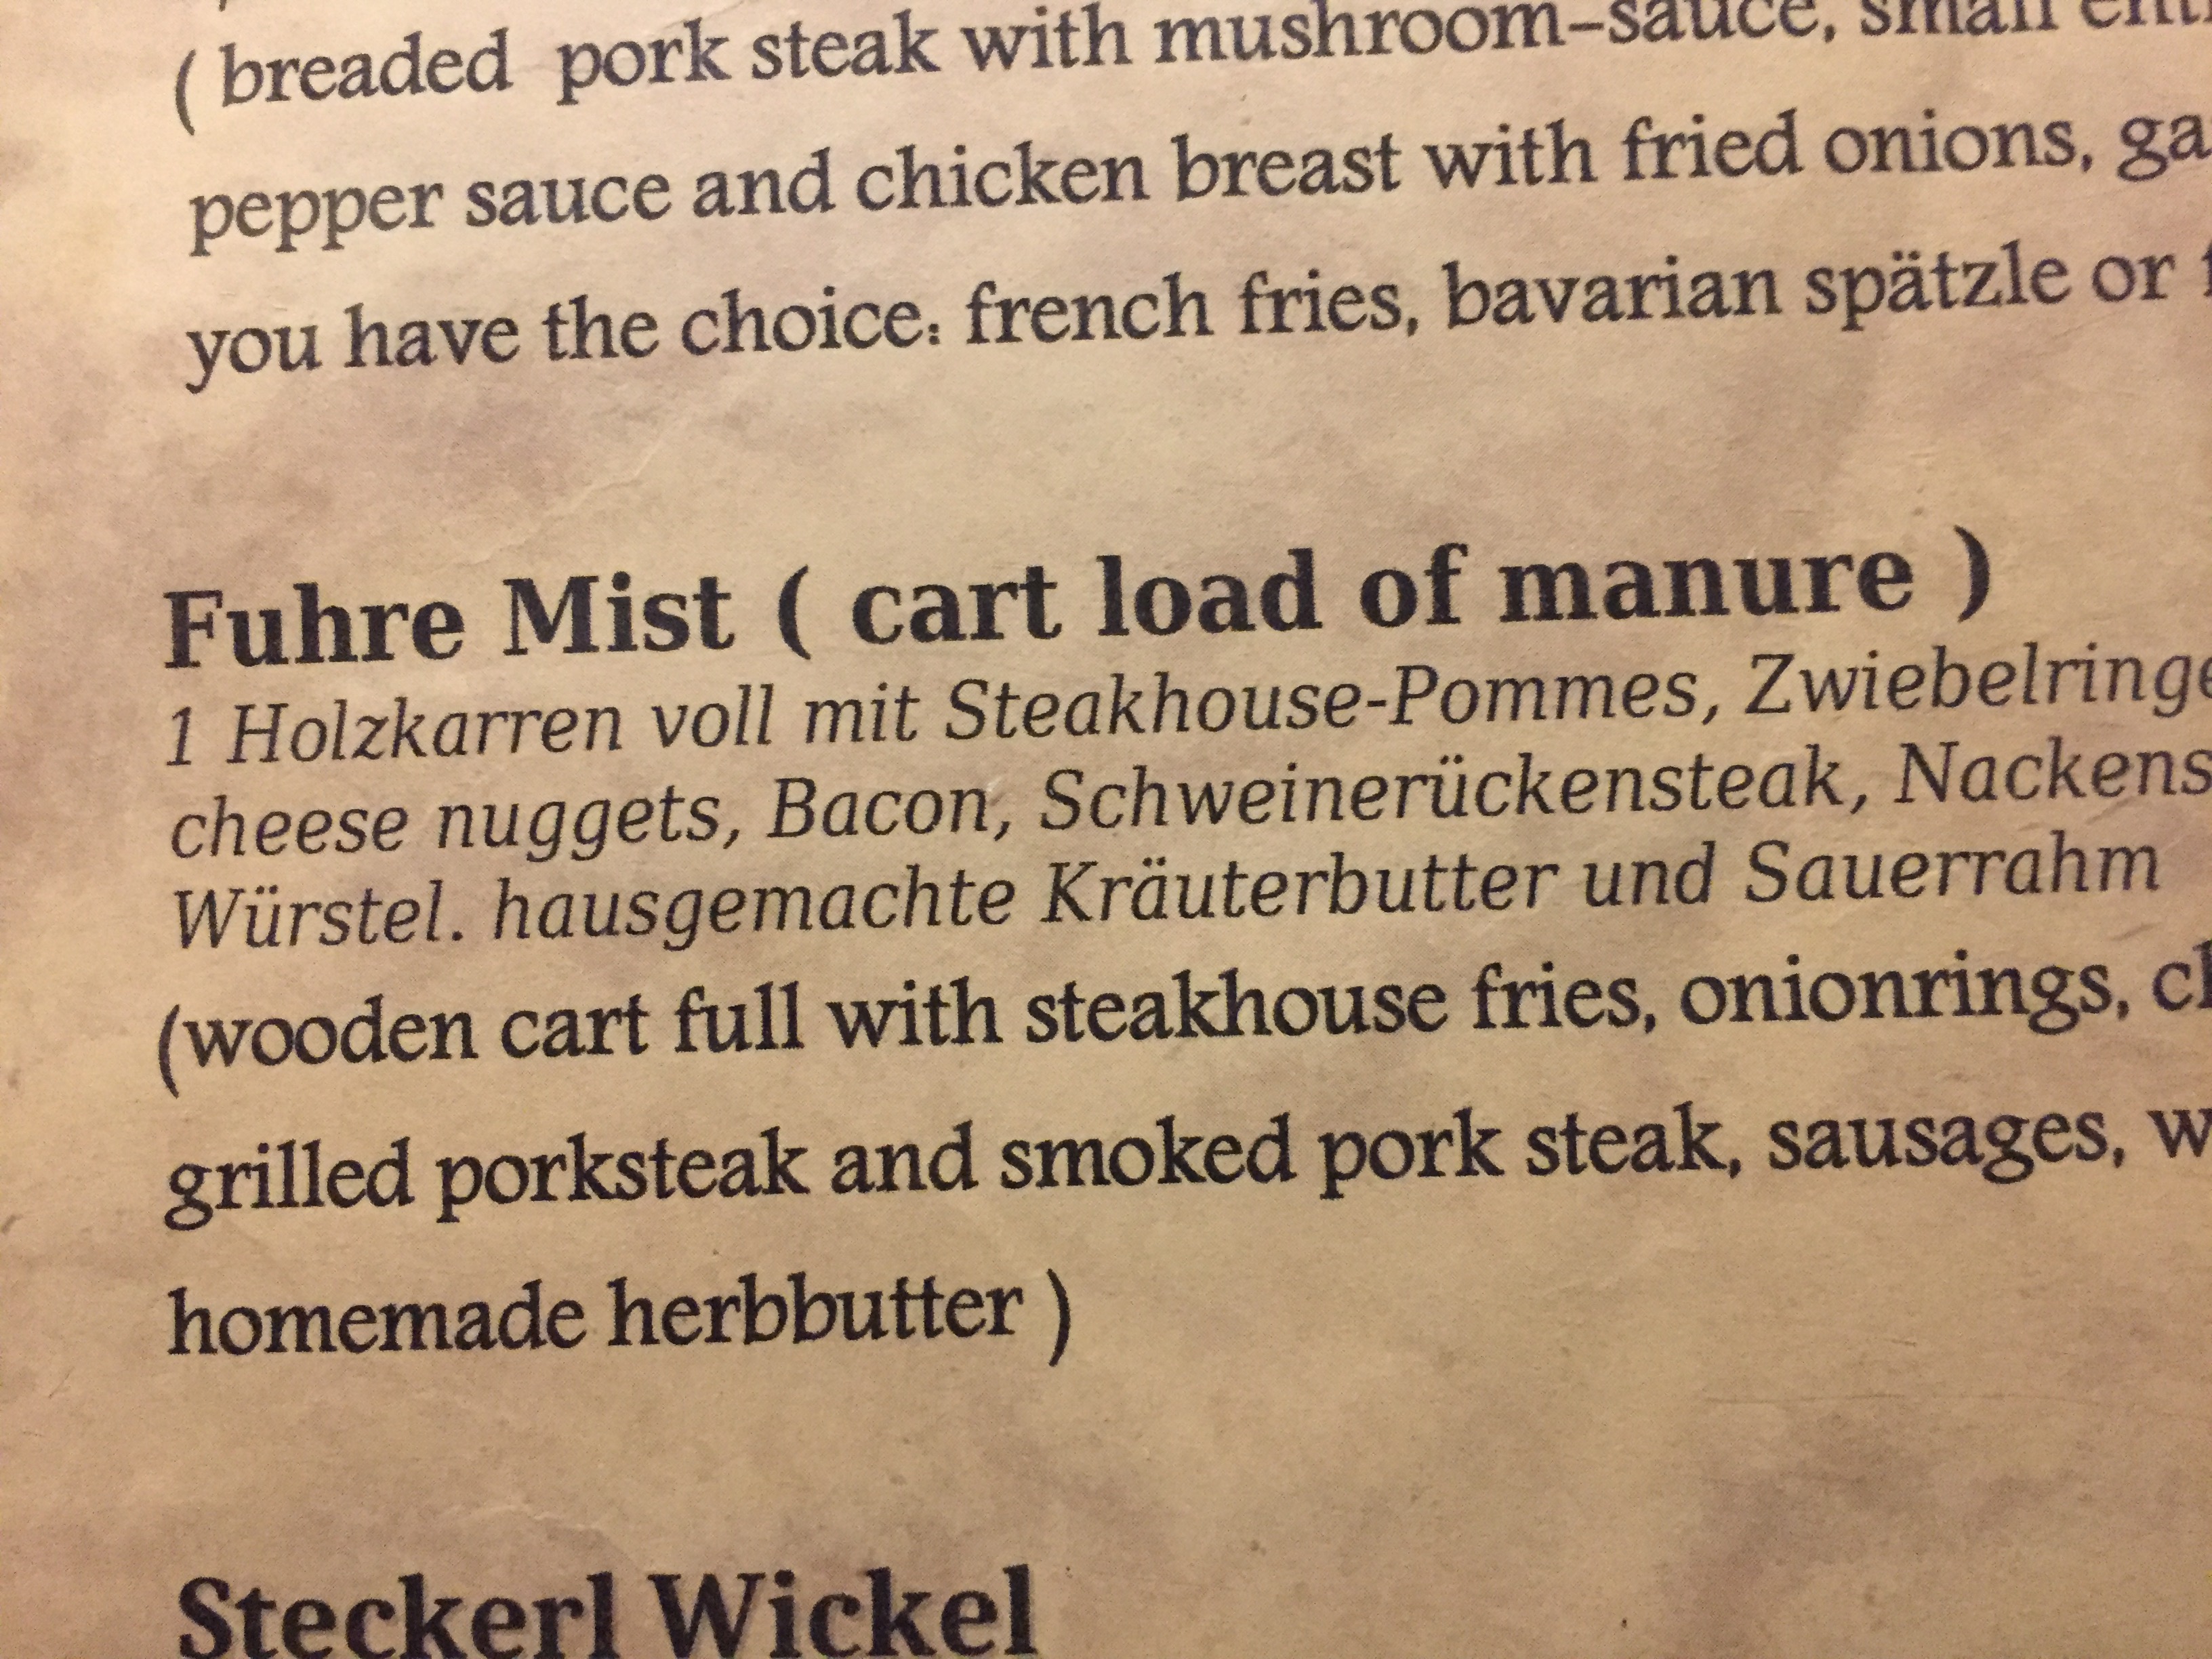 ( breaded pork steak with mushroom-sauce, small
pepper sauce and chicken breast with fried onions,
you have the choice: french fries, bavarian spätzle or
Fuhre Mist ( cart load of manure )
1 Holzkarren voll mit Steakhouse-Pommes, Zwiebelringe
cheese nuggets, Bacon, Schweinerückensteak, Nackens
Würstel. hausgemachte Kräuterbutter und Sauerrahm
(wooden cart full with steakhouse fries, onionrings,
grilled porksteak and smoked pork steak, sausages,
homemade herbbutter )
Steckerl Wickel